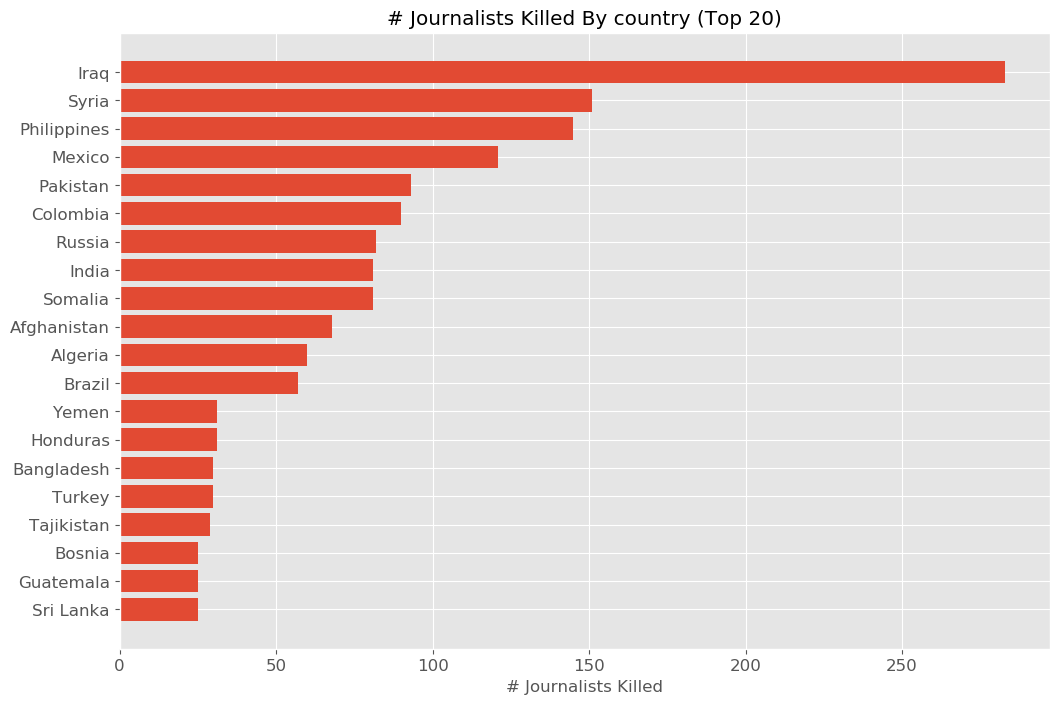 # Journalists Killed By country (Top 20)
Iraq
Syria
Philippines
Mexico
Pakistan
Colombia
Russia
India
Somalia
Afghanistan
Algeria
Brazil
Yemen
Honduras
Bangladesh
Turkey
Tajikistan
Bosnia
Guatemala
Sri Lanka
0 50 100 150 200 250
# Journalists Killed